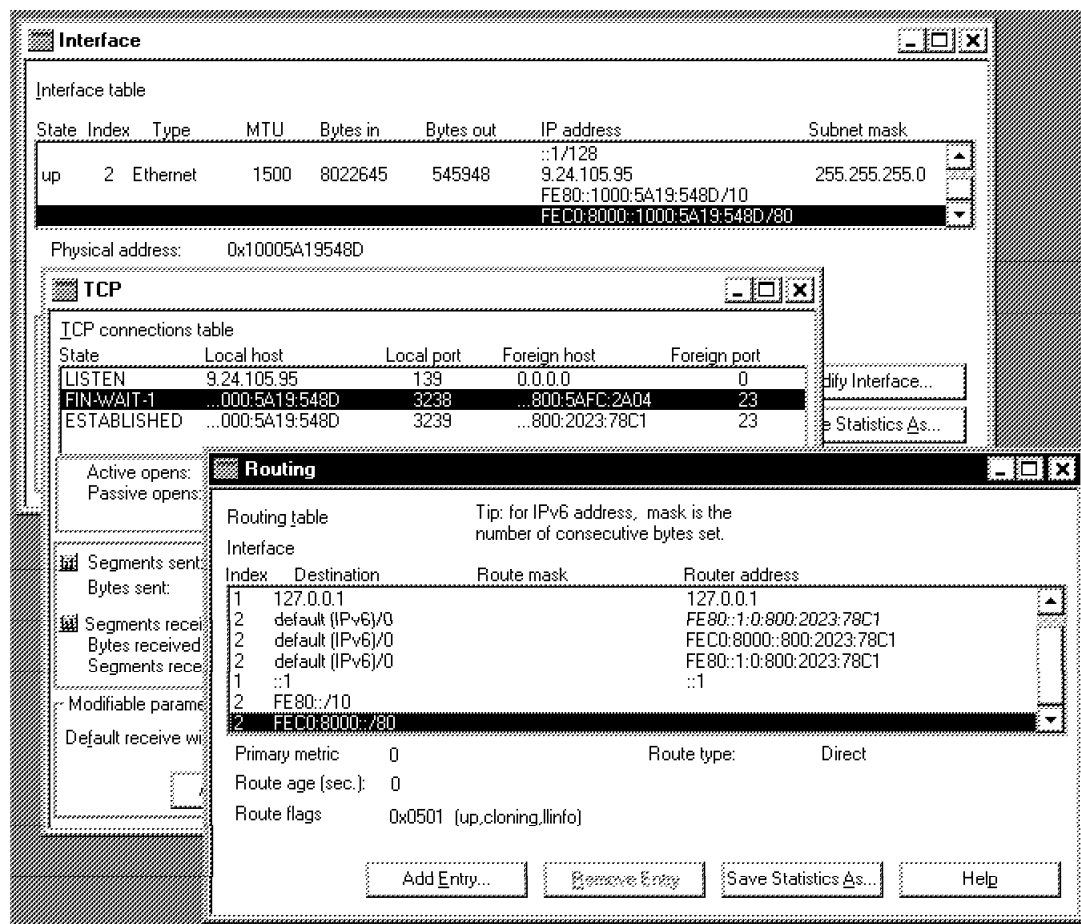 Interface
Interface table
State Index Type MTU Bytes in Bytes out IP address Subnet mask
::1/128
up 2 Ethernet 1500 8022645 545948 9.24.105.95 255.255.255.0
FE80::1000:5A19:548D/10
FEC0:8000::1000:5A19:548D/80
Physical address: 0x10005A19548D
TCP
TCP connections table
State Local host Local port Foreign host Foreign port
LISTEN 9.24.105.95 139 0.0.0.0 0
FIN-WAIT-1 ...000:5A19:548D 3238 ...800:5AFC:2A04 23
ESTABLISHED ...000:5A19:548D 3239 ...800:2023:78C1 23
dify Interface...
e Statistics As...
Active opens:
Passive opens:
Segments sent:
Bytes sent:
Segments recei
Bytes received
Segments rece
Modifiable parame
Default receive wi
Routing
Routing table
Tip: for IPv6 address, mask is the
number of consecutive bytes set.
Interface
Index Destination Route mask Router address
1 127.0.0.1 127.0.0.1
2 default (IPv6)/0 FE80::1:0:800:2023:78C1
2 default (IPv6)/0 FEC0:8000::800:2023:78C1
2 default (IPv6)/0 FE80::1:0:800:2023:78C1
1 ::1 ::1
2 FE80::/10
2 FEC0:8000::/80
Primary metric 0 Route type: Direct
Route age (sec.): 0
Route flags 0x0501 (up,cloning,llinfo)
Add Entry... Remove Entry Save Statistics As... Help